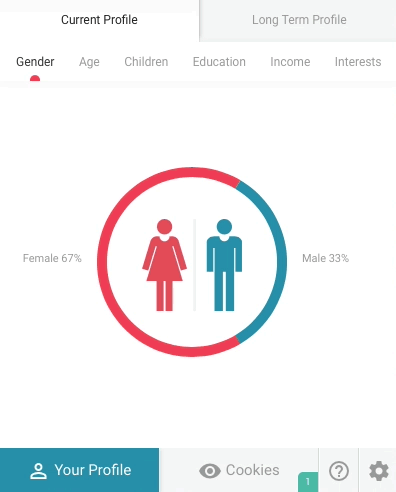 Current Profile Long Term Profile
Gender Age Children Education Income Interests
Female 67% Male 33%
Your Profile Cookies 1 ?